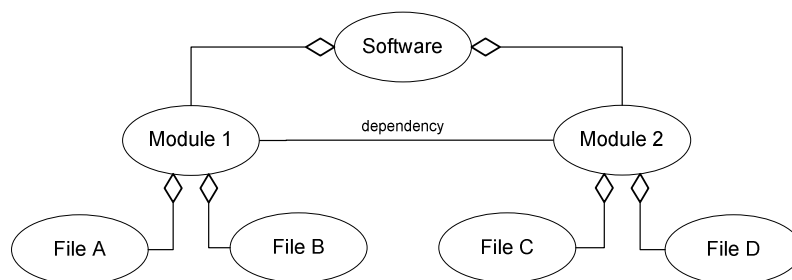 Software
dependency
Module 1
Module 2
File A
File B
File C
File D